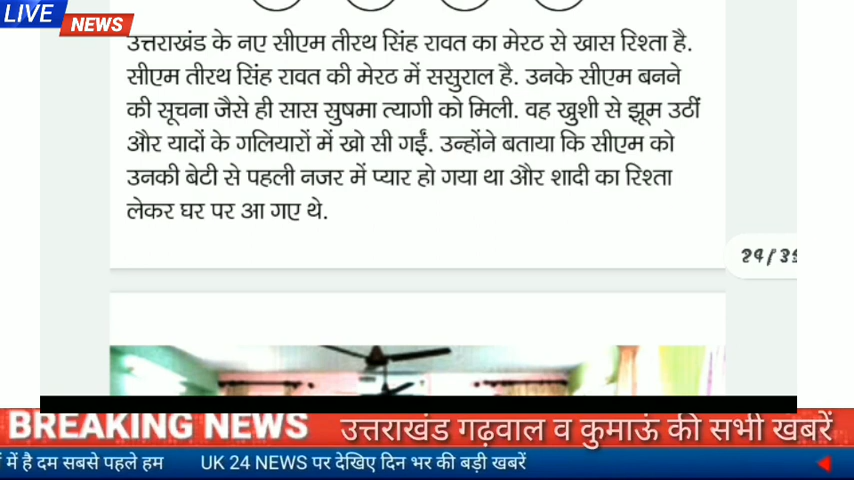 LIVE
NEWS
उत्तराखंड के नए सीएम तीरथ सिंह रावत का मेरठ से खास रिश्ता है.
सीएम तीरथ सिंह रावत की मेरठ में ससुराल है. उनके सीएम बनने
की सूचना जैसे ही सास सुषमा त्यागी को मिली. वह खुशी से झूम उठीं
और यादों के गलियारों में खो सी गईं. उन्होंने बताया कि सीएम को
उनकी बेटी से पहली नजर में प्यार हो गया था और शादी का रिश्ता
लेकर घर पर आ गए थे.
BREAKING NEWS उत्तराखंड गढ़वाल व कुमाऊं की सभी खबरें
में है दम सबसे पहले हम UK 24 NEWS पर देखिए दिन भर की बड़ी खबरें